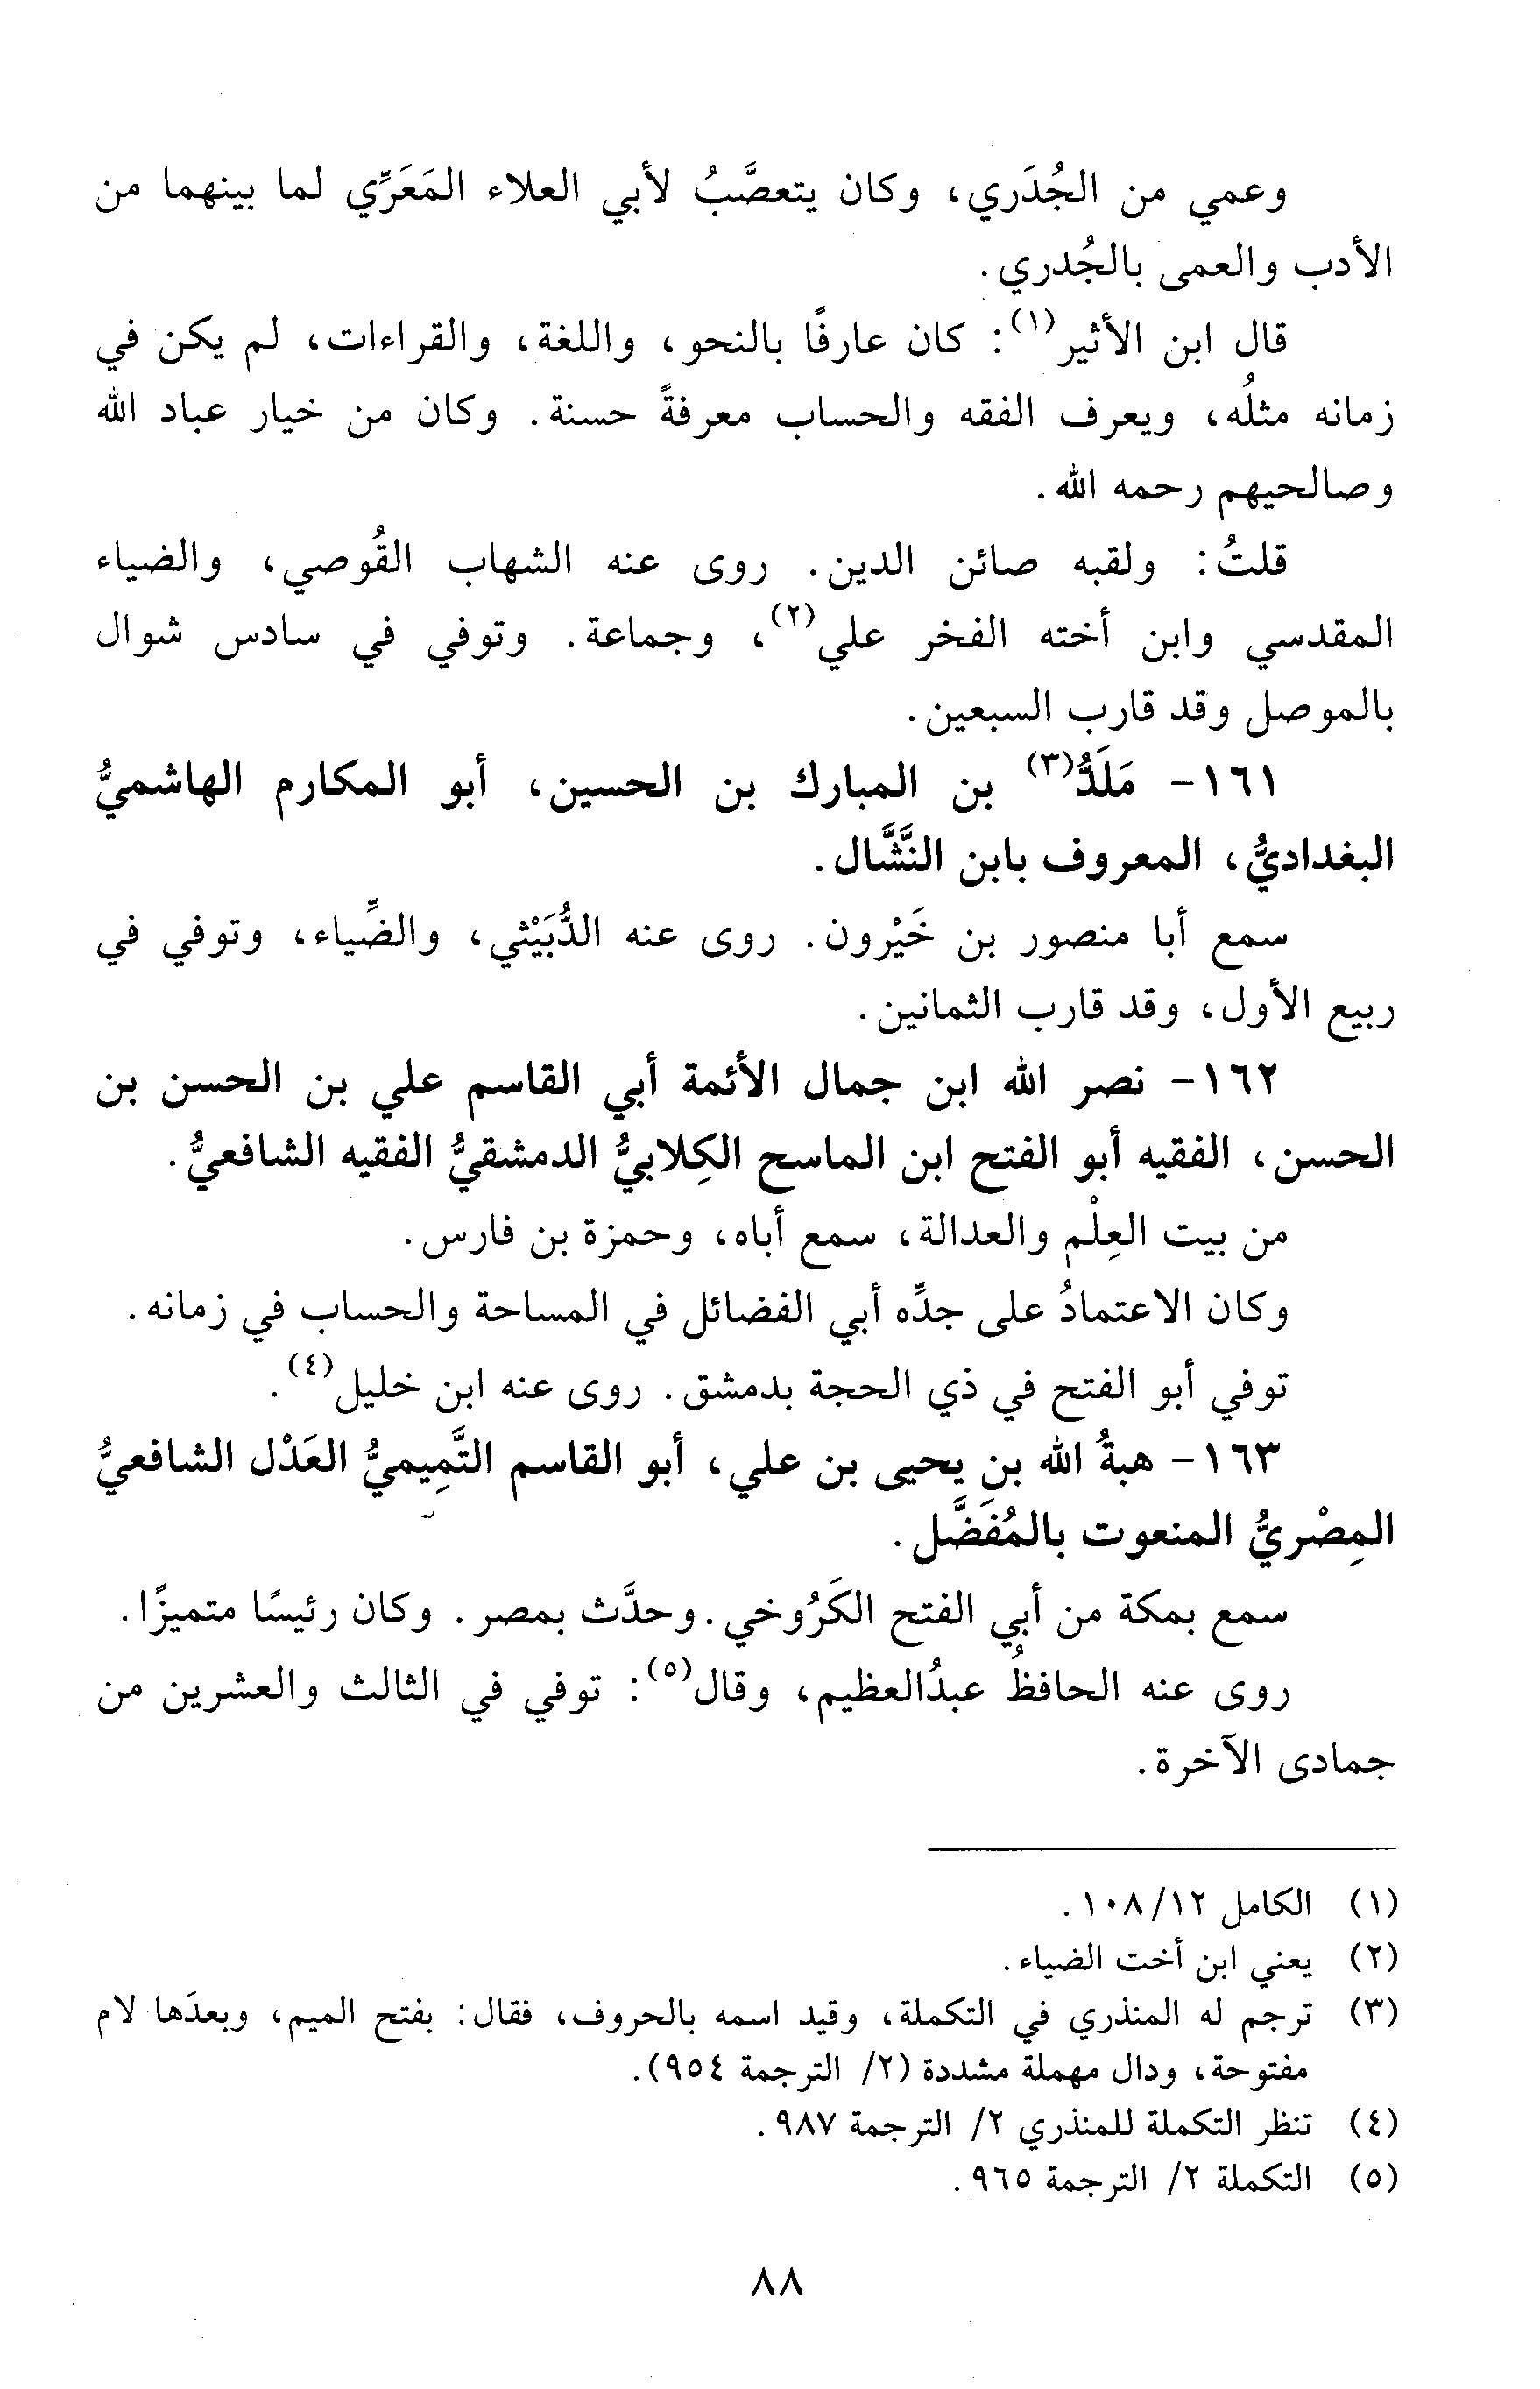 وعمي من الجُدَري، وكان يتعصَّبُ لأبي العلاء المَعَرِّي لما بينهما من
الأدب والعمى بالجُدري.
قال ابن الأثير(١): كان عارفًا بالنحو، واللغة، والقراءات، لم يكن في
زمانه مثلُه، ويعرف الفقه والحساب معرفةً حسنة. وكان من خيار عباد الله
وصالحيهم رحمه الله.
قلتُ: ولقبه صائن الدين. روى عنه الشهاب القُوصي، والضياء
المقدسي وابن أخته الفخر علي(٢)، وجماعة. وتوفي في سادس شوال
بالموصل وقد قارب السبعين.
١٦١- مَلَدُّ(٣) بن المبارك بن الحسين، أبو المكارم الهاشميُّ
البغداديُّ، المعروف بابن النَّشَّال.
سمع أبا منصور بن خَيْرون. روى عنه الدُّبَيْثي، والضِّياء، وتوفي في
ربيع الأول، وقد قارب الثمانين.
١٦٢- نصر الله ابن جمال الأئمة أبي القاسم علي بن الحسن بن
الحسن، الفقيه أبو الفتح ابن الماسح الكِلابيُّ الدمشقيُّ الفقيه الشافعيُّ.
من بيت العِلْم والعدالة، سمع أباه، وحمزة بن فارس.
وكان الاعتمادُ على جدِّه أبي الفضائل في المساحة والحساب في زمانه.
توفي أبو الفتح في ذي الحجة بدمشق. روى عنه ابن خليل(٤).
١٦٣- هبةُ الله بن يحيى بن علي، أبو القاسم التَّمِيميُّ العَدْل الشافعيُّ
المِصْريُّ المنعوت بالمُفَضَّل.
سمع بمكة من أبي الفتح الكَرُوخي. وحدَّث بمصر. وكان رئيسًا متميزًا.
روى عنه الحافظُ عبدُالعظيم، وقال(٥): توفي في الثالث والعشرين من
جمادى الآخرة.
(١) الكامل ١٢/١٠٨.
(٢) يعني ابن أخت الضياء.
(٣) ترجم له المنذري في التكملة، وقيد اسمه بالحروف، فقال: بفتح الميم، وبعدَها لام
مفتوحة، ودال مهملة مشددة (٢/ الترجمة ٩٥٤).
(٤) تنظر التكملة للمنذري ٢/ الترجمة ٩٨٧.
(٥) التكملة ٢/ الترجمة ٩٦٥.
٨٨